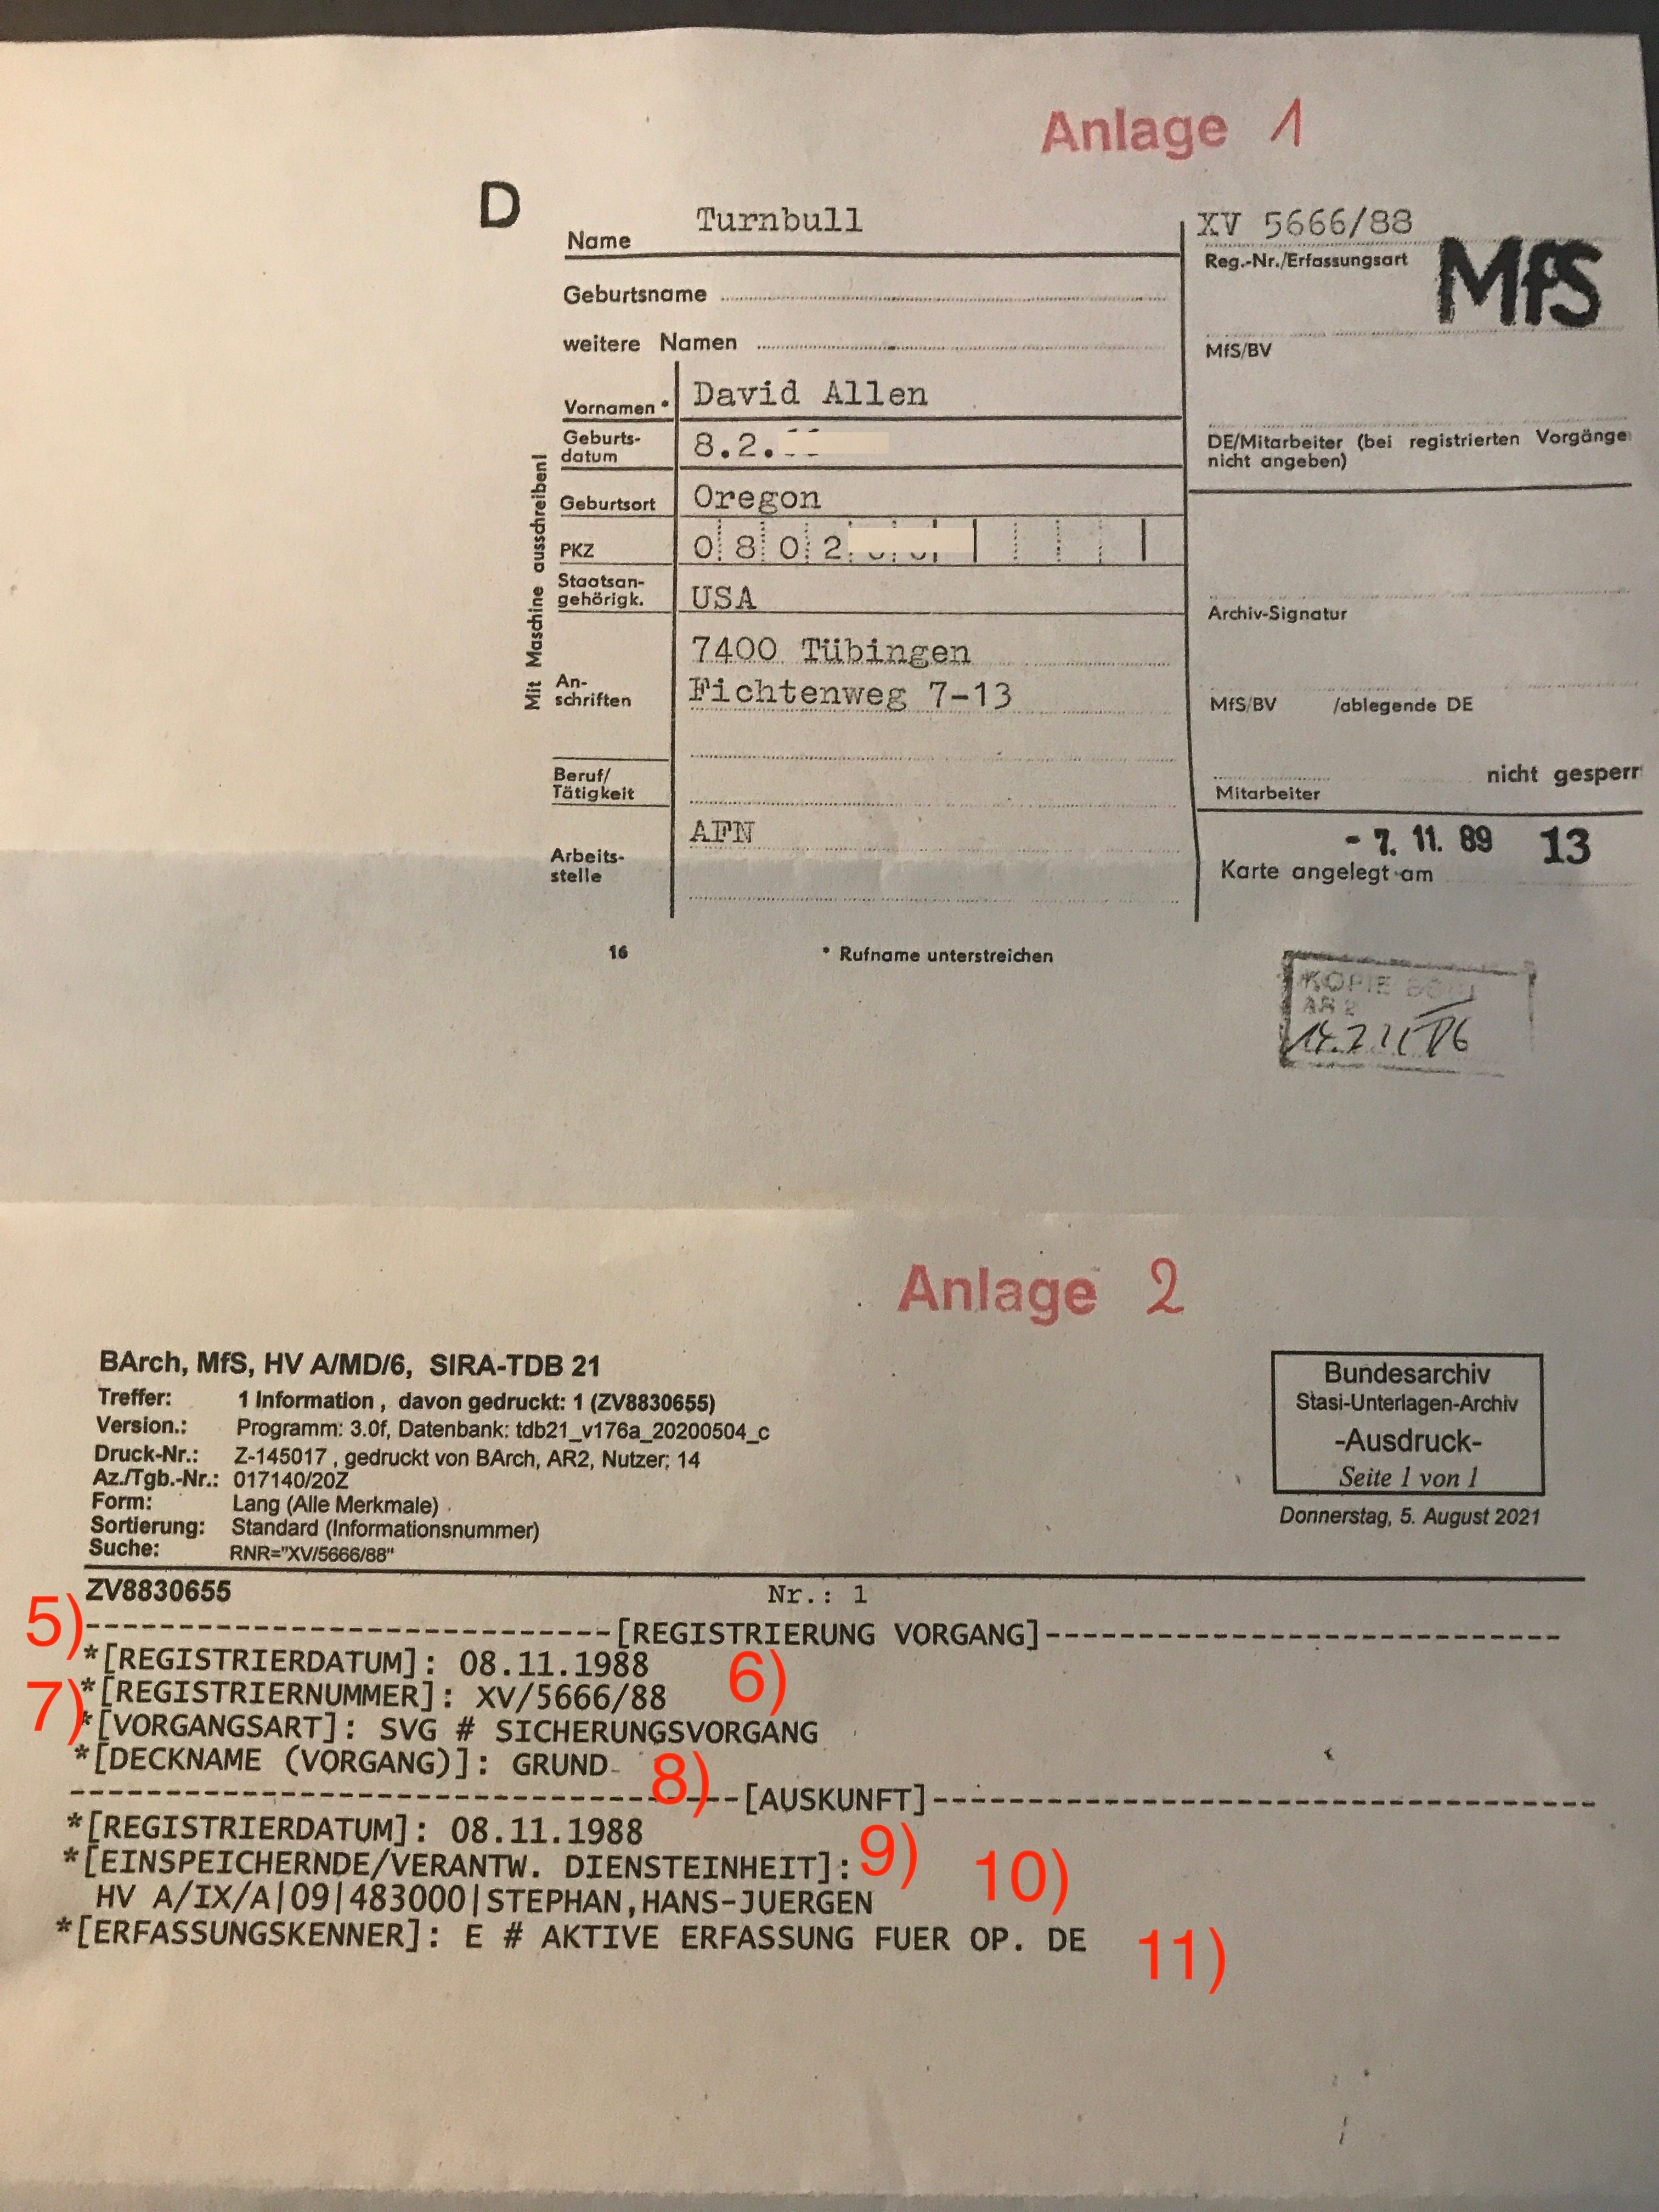 Anlage 1
D
Name Turnbull
XV 5666/88
Reg.-Nr./Erfassungsart
MfS
Geburtsname
weitere Namen
MfS/BV
Vornamen * David Allen
Geburts-
datum 8.2.
DE/Mitarbeiter (bei registrierten Vorgänge
nicht angeben)
Geburtsort Oregon
PKZ 0 8 0 2
Staatsan-
gehörigk. USA
Archiv-Signatur
Mit Maschine ausschreiben!
An-
schriften
7400 Tübingen
Fichtenweg 7-13
MfS/BV /ablegende DE
Beruf/
Tätigkeit
nicht gesperr
Mitarbeiter
Arbeits-
stelle
AFN
- 7. 11. 89 13
Karte angelegt am
16
* Rufname unterstreichen
KOPIE
AR 2
Anlage 2
BArch, MfS, HV A/MD/6, SIRA-TDB 21
Treffer: 1 Information , davon gedruckt: 1 (ZV8830655)
Version.: Programm: 3.0f, Datenbank: tdb21_v176a_20200504_c
Druck-Nr.: Z-145017 , gedruckt von BArch, AR2, Nutzer: 14
Az./Tgb.-Nr.: 017140/20Z
Form: Lang (Alle Merkmale)
Sortierung: Standard (Informationsnummer)
Suche: RNR="XV/5666/88"
Bundesarchiv
Stasi-Unterlagen-Archiv
-Ausdruck-
Seite 1 von 1
Donnerstag, 5. August 2021
ZV8830655 Nr.: 1
5) ----------------------------[REGISTRIERUNG VORGANG]----------------------------
*[REGISTRIERDATUM]: 08.11.1988 6)
7) *[REGISTRIERNUMMER]: XV/5666/88
*[VORGANGSART]: SVG # SICHERUNGSVORGANG
*[DECKNAME (VORGANG)]: GRUND 8)
------------------------------------[AUSKUNFT]------------------------------------
*[REGISTRIERDATUM]: 08.11.1988
*[EINSPEICHERNDE/VERANTW. DIENSTEINHEIT]: 9) 10)
HV A/IX/A|09|483000|STEPHAN,HANS-JUERGEN
*[ERFASSUNGSKENNER]: E # AKTIVE ERFASSUNG FUER OP. DE 11)